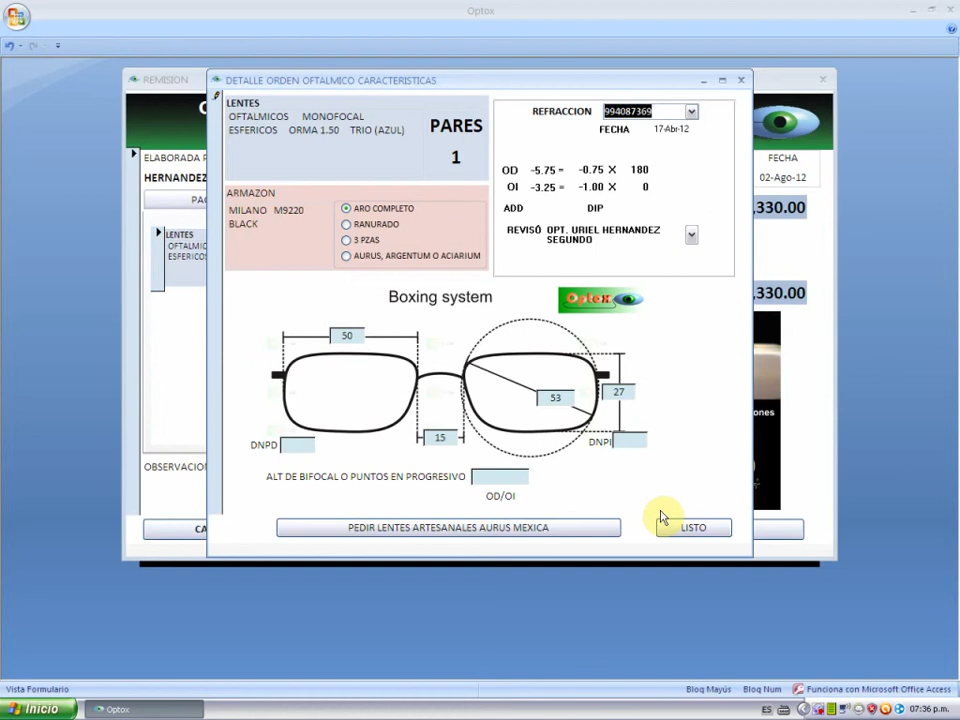 Optox
REMISION
DETALLE ORDEN OFTALMICO CARACTERISTICAS
LENTES
OFTALMICOS MONOFOCAL
ESFERICOS ORMA 1.50 TRIO (AZUL)
PARES
1
REFRACCION 994087369
FECHA 17-Abr-12
OD -5.75 = -0.75 X 180
OI -3.25 = -1.00 X 0
ADD DIP
REVISÓ OPT. URIEL HERNANDEZ
SEGUNDO
ARMAZON
MILANO M9220
BLACK
ARO COMPLETO
RANURADO
3 PZAS
AURUS, ARGENTUM O ACIARIUM
ELABORADA P
HERNANDEZ
PAG
LENTES
OFTALMIC
ESFERICOS
OBSERVACION
CA
FECHA
02-Ago-12
,330.00
,330.00
iones
Boxing system
Optox
50
53
27
15
DNPD
DNPI
ALT DE BIFOCAL O PUNTOS EN PROGRESIVO
OD/OI
PEDIR LENTES ARTESANALES AURUS MEXICA
LISTO
Vista Formulario
Bloq Mayús Bloq Num Funciona con Microsoft Office Access
Inicio
Optox
ES
07:36 p.m.